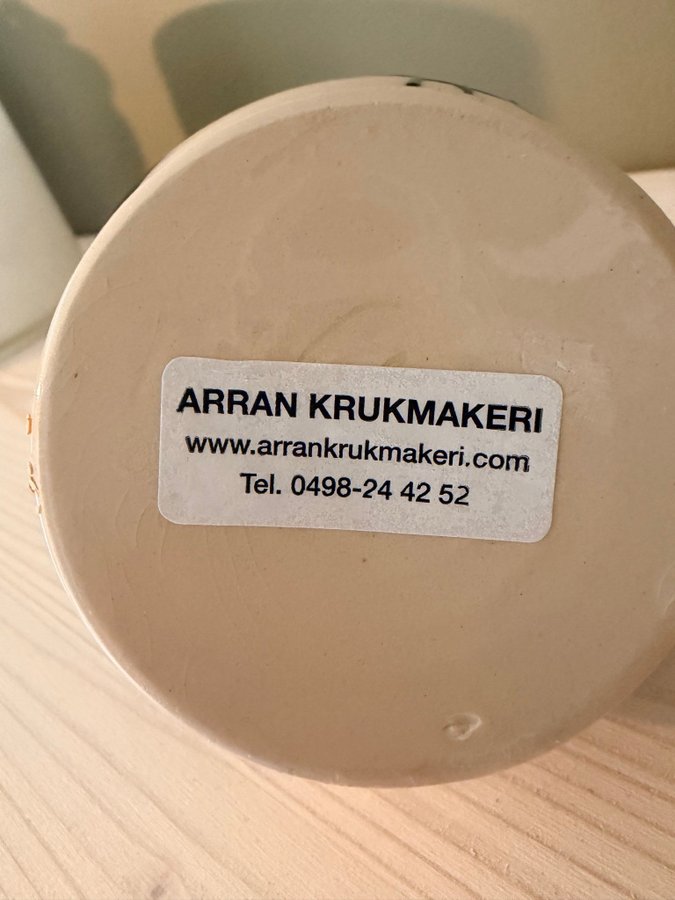 ARRAN KRUKMAKERI
www.arrankrukmakeri.com
Tel. 0498-24 42 52